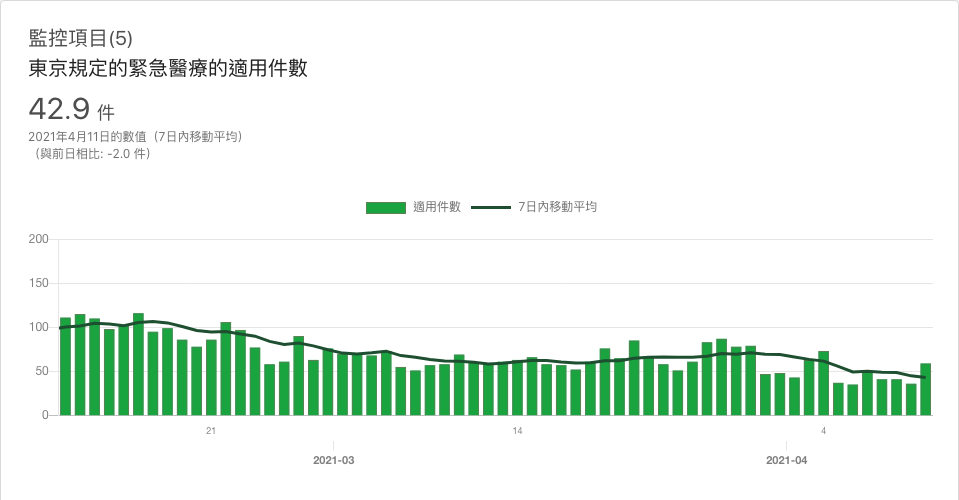 監控項目(5)
東京規定的緊急醫療的適用件數
42.9 件
2021年4月11日的數值（7日內移動平均）
（與前日相比: -2.0 件）
適用件數 7日內移動平均
200
150
100
50
0
21 14 4
2021-03 2021-04